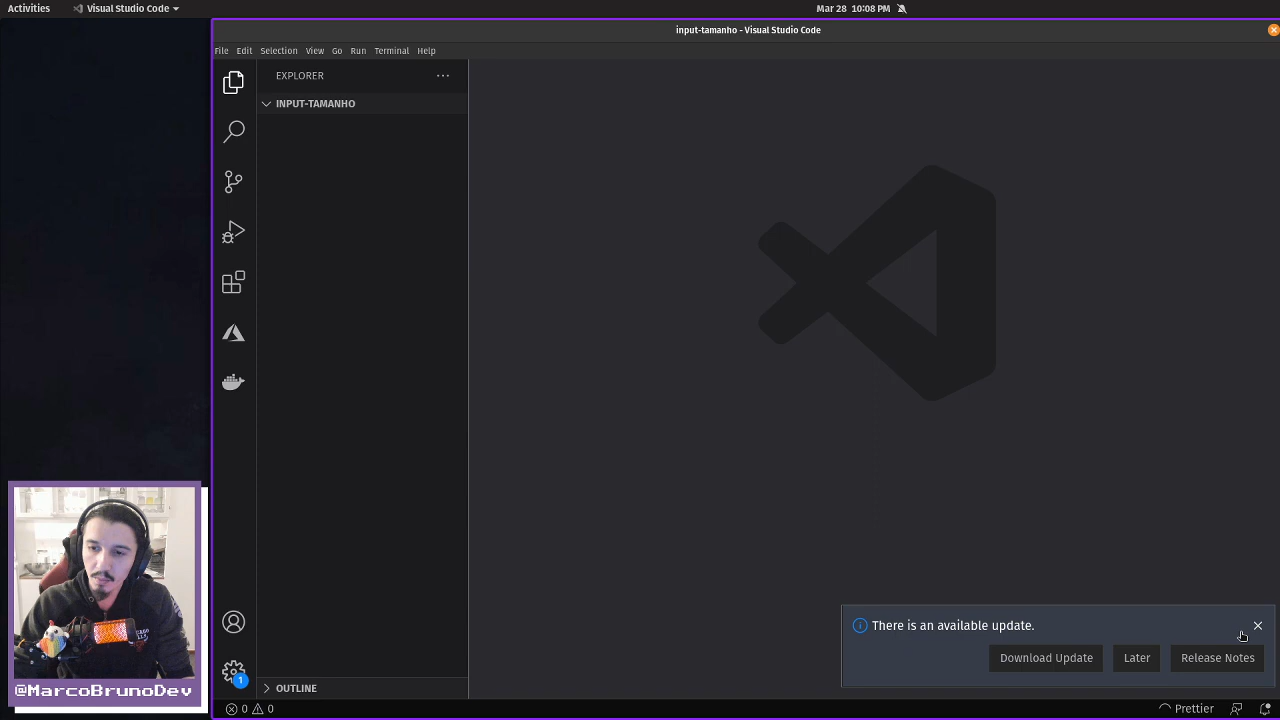 Activities
Visual Studio Code
Mar 28 10:08 PM
input-tamanho - Visual Studio Code
File Edit Selection View Go Run Terminal Help
EXPLORER
INPUT-TAMANHO
There is an available update.
Download Update
Later
Release Notes
1
OUTLINE
@MarcoBrunoDev
0 0
Prettier